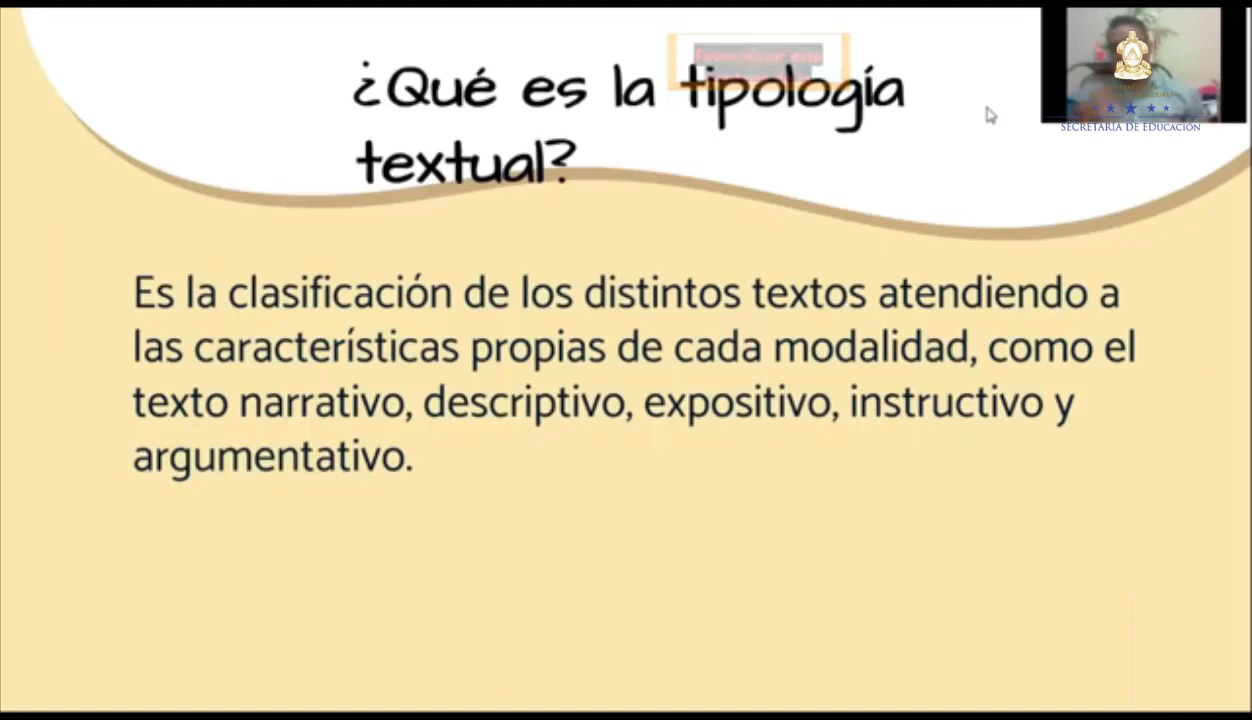 ¿Qué es la tipología
textual?
SECRETARÍA DE EDUCACIÓN
Es la clasificación de los distintos textos atendiendo a
las características propias de cada modalidad, como el
texto narrativo, descriptivo, expositivo, instructivo y
argumentativo.